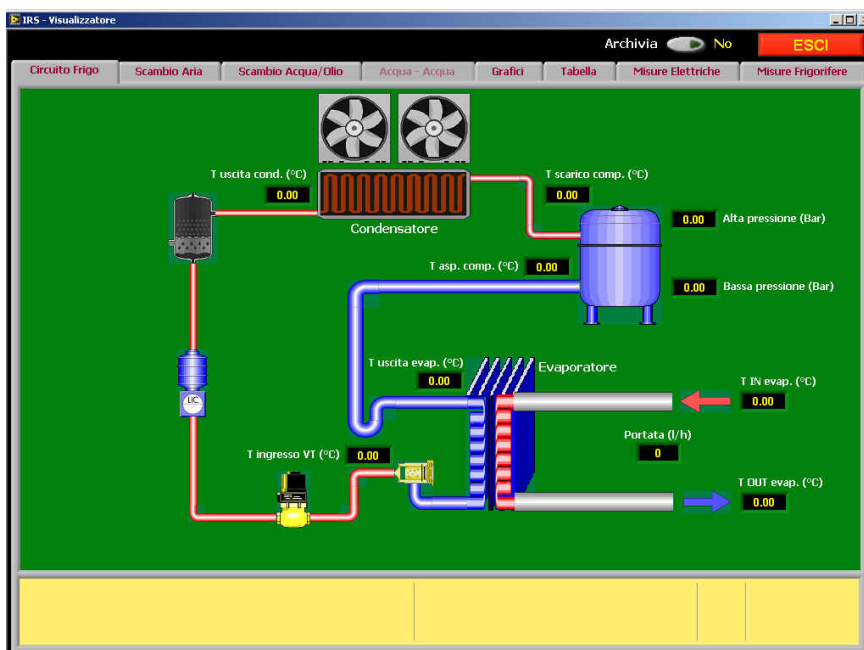 IRS - Visualizzatore
Archivia No ESCI
Circuito Frigo Scambio Aria Scambio Acqua/Olio Acqua - Acqua Grafici Tabella Misure Elettriche Misure Frigorifere
T uscita cond. (°C)
0.00
T scarico comp. (°C)
0.00
Condensatore
0.00 Alta pressione (Bar)
T asp. comp. (°C) 0.00
0.00 Bassa pressione (Bar)
T uscita evap. (°C)
0.00
Evaporatore
T IN evap. (°C)
0.00
LIC
Portata (l/h)
0
T ingresso VT (°C) 0.00
T OUT evap. (°C)
0.00